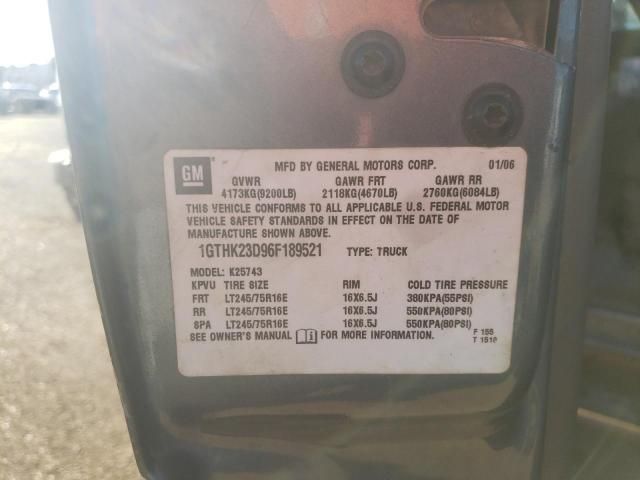 GM MFD BY GENERAL MOTORS CORP. 01/06
GVWR GAWR FRT GAWR RR
4173KG(9200LB) 2118KG(4670LB) 2760KG(6084LB)
THIS VEHICLE CONFORMS TO ALL APPLICABLE U.S. FEDERAL MOTOR
VEHICLE SAFETY STANDARDS IN EFFECT ON THE DATE OF
MANUFACTURE SHOWN ABOVE.
1GTHK23D96F189521 TYPE: TRUCK
MODEL: K25743
KPVU TIRE SIZE RIM COLD TIRE PRESSURE
FRT LT245/75R16E 16X6.5J 380KPA(55PSI)
RR LT245/75R16E 16X6.5J 550KPA(80PSI)
SPA LT245/75R16E 16X6.5J 550KPA(80PSI)
SEE OWNER'S MANUAL FOR MORE INFORMATION. F 155
T 1510